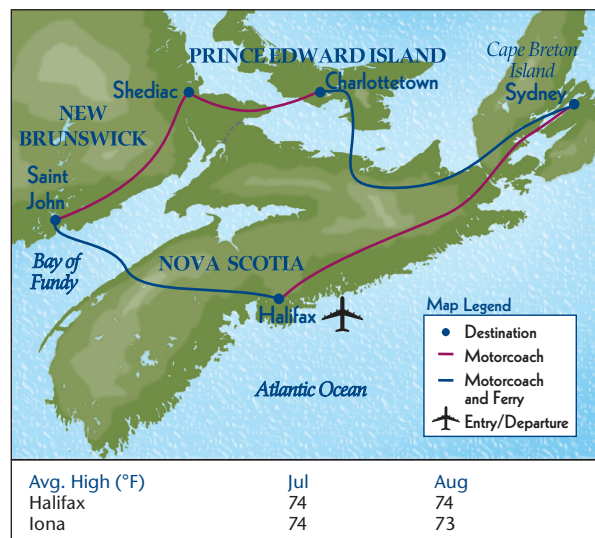 PRINCE EDWARD ISLAND
Cape Breton
Island
Shediac
Charlottetown
Sydney
NEW
BRUNSWICK
Saint
John
Bay of
Fundy
NOVA SCOTIA
Halifax
Atlantic Ocean
Map Legend
Destination
Motorcoach
Motorcoach
and Ferry
Entry/Departure
Avg. High (°F) Jul Aug
Halifax 74 74
Iona 74 73